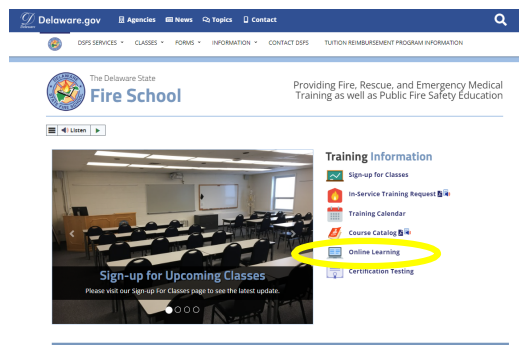 Delaware.gov Agencies News Topics Contact
DSFS SERVICES CLASSES FORMS INFORMATION CONTACT DSFS TUITION REIMBURSEMENT PROGRAM INFORMATION
The Delaware State
Fire School
Providing Fire, Rescue, and Emergency Medical
Training as well as Public Fire Safety Education
Listen
Training Information
Sign-up for Classes
In-Service Training Request
Training Calendar
Course Catalog
Online Learning
Certification Testing
Sign-up for Upcoming Classes
Please visit our Sign-up For Classes page to see the latest update.